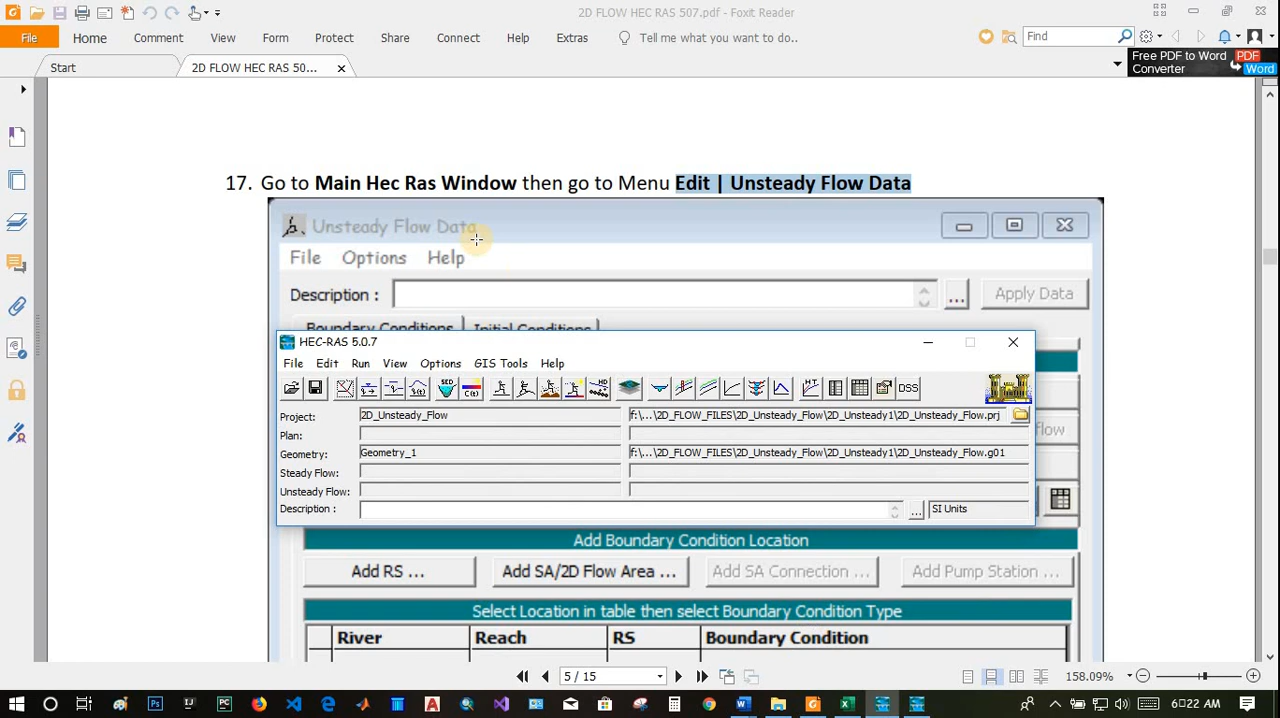 2D FLOW HEC RAS 507.pdf - Foxit Reader
File Home Comment View Form Protect Share Connect Help Extras Tell me what you want to do.. Find
Start 2D FLOW HEC RAS 50... Free PDF to Word PDF
Converter Word
17. Go to Main Hec Ras Window then go to Menu Edit | Unsteady Flow Data
Unsteady Flow Data
File Options Help
Description : ... Apply Data
Boundary Conditions Initial Conditions
HEC-RAS 5.0.7
File Edit Run View Options GIS Tools Help
DSS
Project: 2D_Unsteady_Flow f:\...\2D_FLOW_FILES\2D_Unsteady_Flow\2D_Unsteady1\2D_Unsteady_Flow.prj
Plan: flow
Geometry: Geometry_1 f:\...\2D_FLOW_FILES\2D_Unsteady_Flow\2D_Unsteady1\2D_Unsteady_Flow.g01
Steady Flow:
Unsteady Flow:
Description : ... SI Units
Add Boundary Condition Location
Add RS ... Add SA/2D Flow Area ... Add SA Connection ... Add Pump Station ...
Select Location in table then select Boundary Condition Type
River Reach RS Boundary Condition
5 / 15 158.09%
6:22 AM